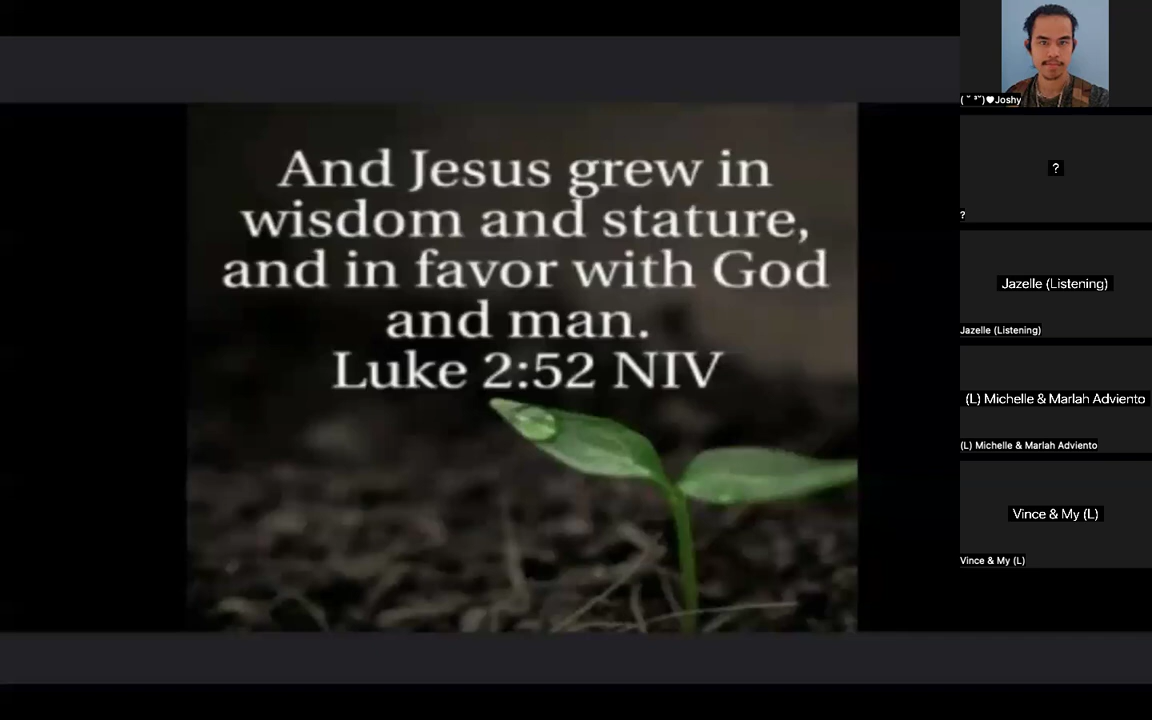 And Jesus grew in
wisdom and stature,
and in favor with God
and man.
Luke 2:52 NIV
( ˘ ³˘)♥Joshy
?
?
Jazelle (Listening)
Jazelle (Listening)
(L) Michelle & Marlah Adviento
(L) Michelle & Marlah Adviento
Vince & My (L)
Vince & My (L)